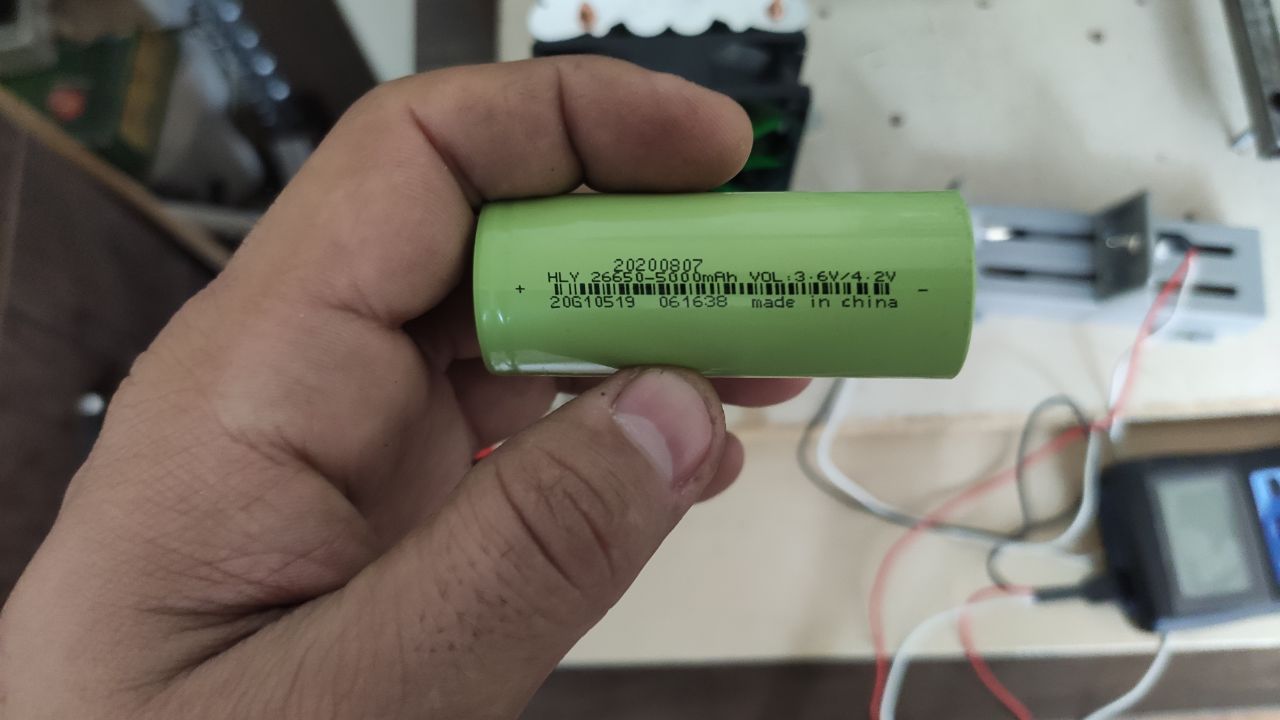 20200807
HLY 26650-5000mAh VOL:3.6V/4.2V
+ -
20G10519 061638 made in china